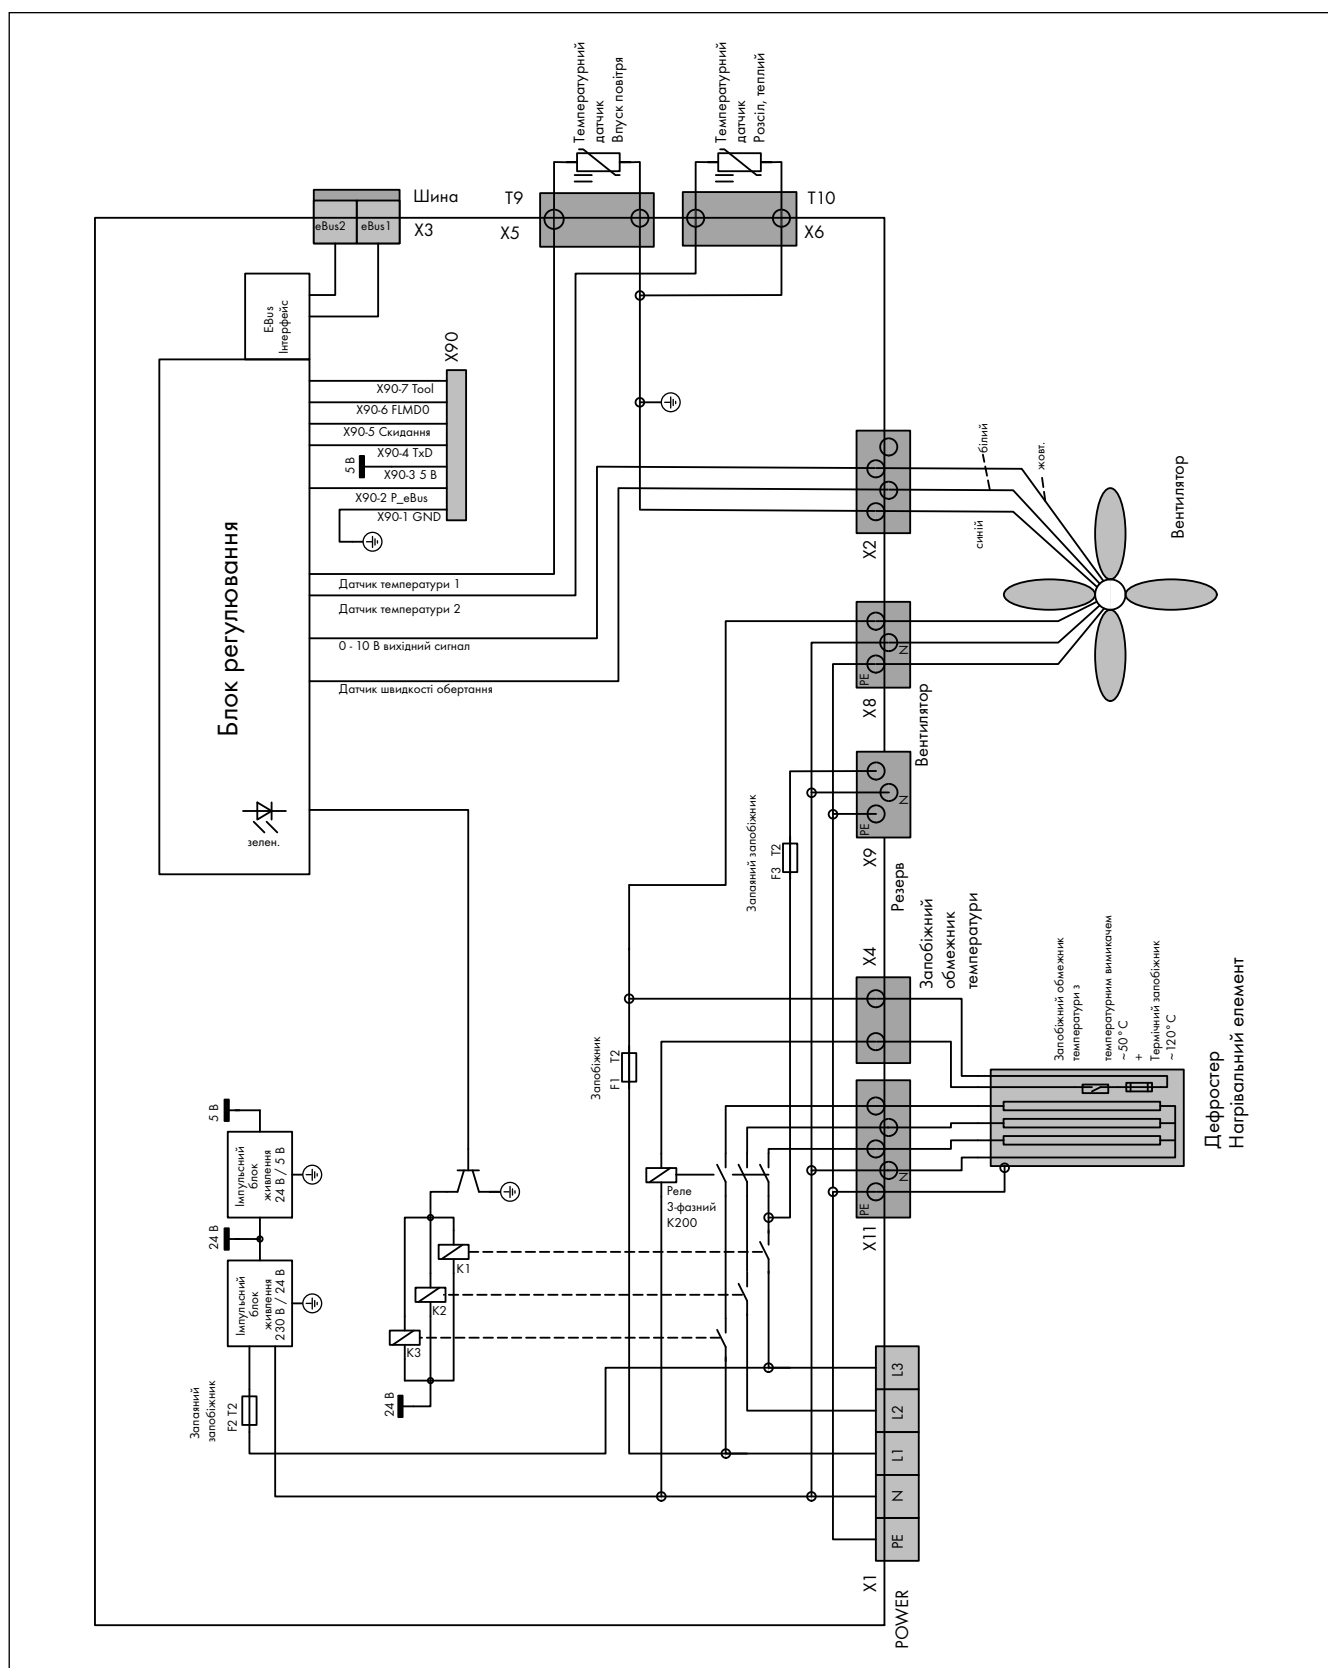 Температурний
датчик
Впуск повітря
Температурний
датчик
Розсіл, теплий
Шина
X3
eBus2
eBus1
T9
X5
T10
X6
E-Bus
Інтерфейс
X90
X90-7 Tool
X90-6 FLMD0
X90-5 Скидання
X90-4 TxD
5 В
X90-3 5 В
X90-2 P_eBus
X90-1 GND
Блок регулювання
Датчик температури 1
Датчик температури 2
0 - 10 В вихідний сигнал
Датчик швидкості обертання
зелен.
X2
синій
білий
жовт.
Вентилятор
X8
PE
N
Вентилятор
X9
PE
N
Резерв
Запаяний запобіжник
F3 T2
X4
Запобіжний
обмежник
температури
Запобіжник
F1 T2
Запобіжний обмежник
температури з
температурним вимикачем
~50°C
+
Термічний запобіжник
~120°C
Дефростер
Нагрівальний елемент
X11
PE
N
Реле
3-фазний
K200
5 В
Імпульсний
блок
живлення
24 В / 5 В
24 В
Імпульсний
блок
живлення
230 В / 24 В
K1
K2
K3
24 В
Запаяний
запобіжник
F2 T2
L3
L2
L1
N
PE
X1
POWER